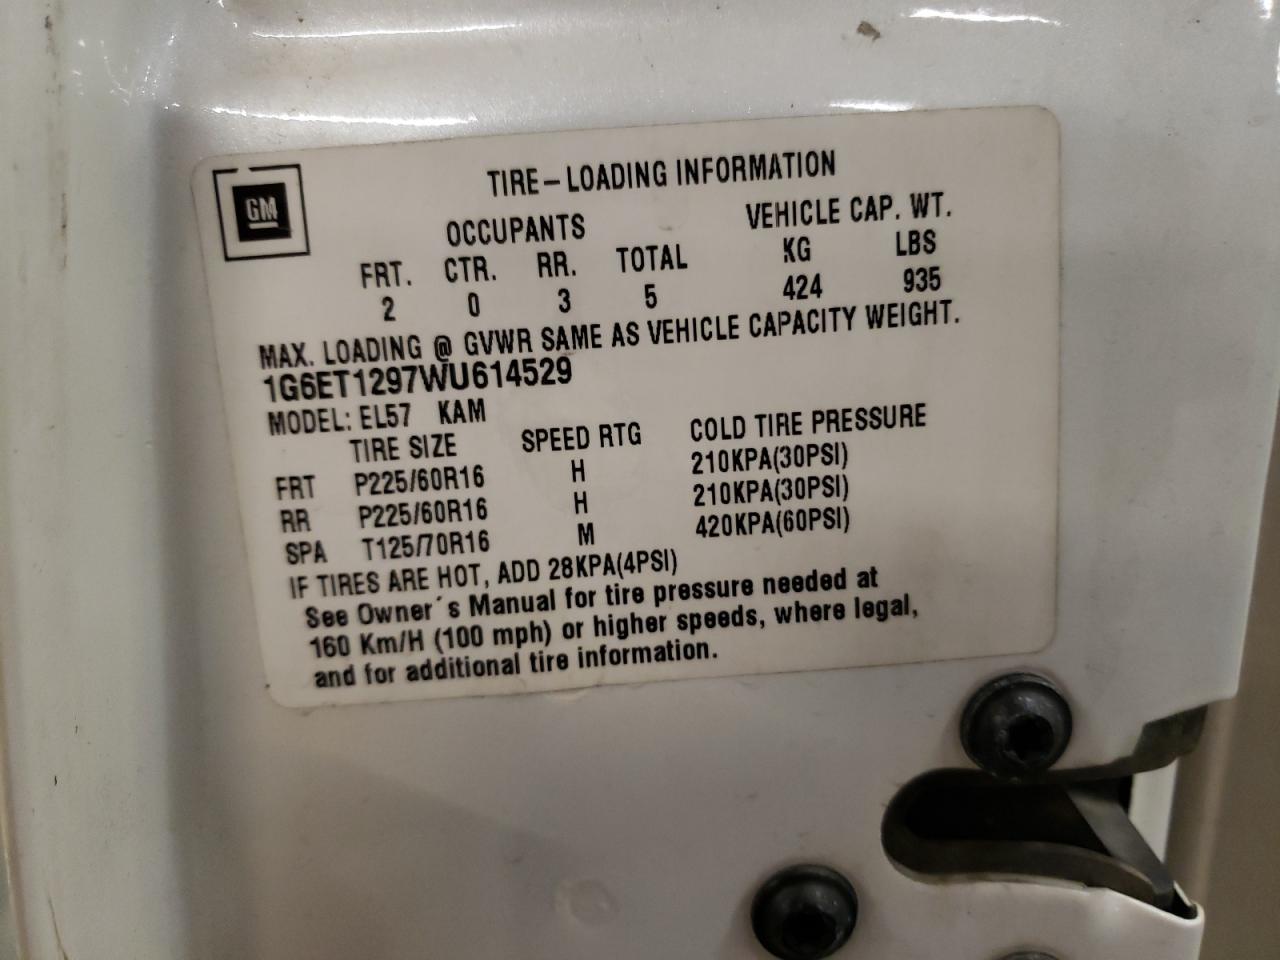 GM
TIRE-LOADING INFORMATION
OCCUPANTS VEHICLE CAP. WT.
FRT. CTR. RR. TOTAL KG LBS
2 0 3 5 424 935
MAX. LOADING @ GVWR SAME AS VEHICLE CAPACITY WEIGHT.
1G6ET1297WU614529
MODEL: EL57 KAM
TIRE SIZE SPEED RTG COLD TIRE PRESSURE
FRT P225/60R16 H 210KPA(30PSI)
RR P225/60R16 H 210KPA(30PSI)
SPA T125/70R16 M 420KPA(60PSI)
IF TIRES ARE HOT, ADD 28KPA(4PSI)
See Owner´s Manual for tire pressure needed at
160 Km/H (100 mph) or higher speeds, where legal,
and for additional tire information.